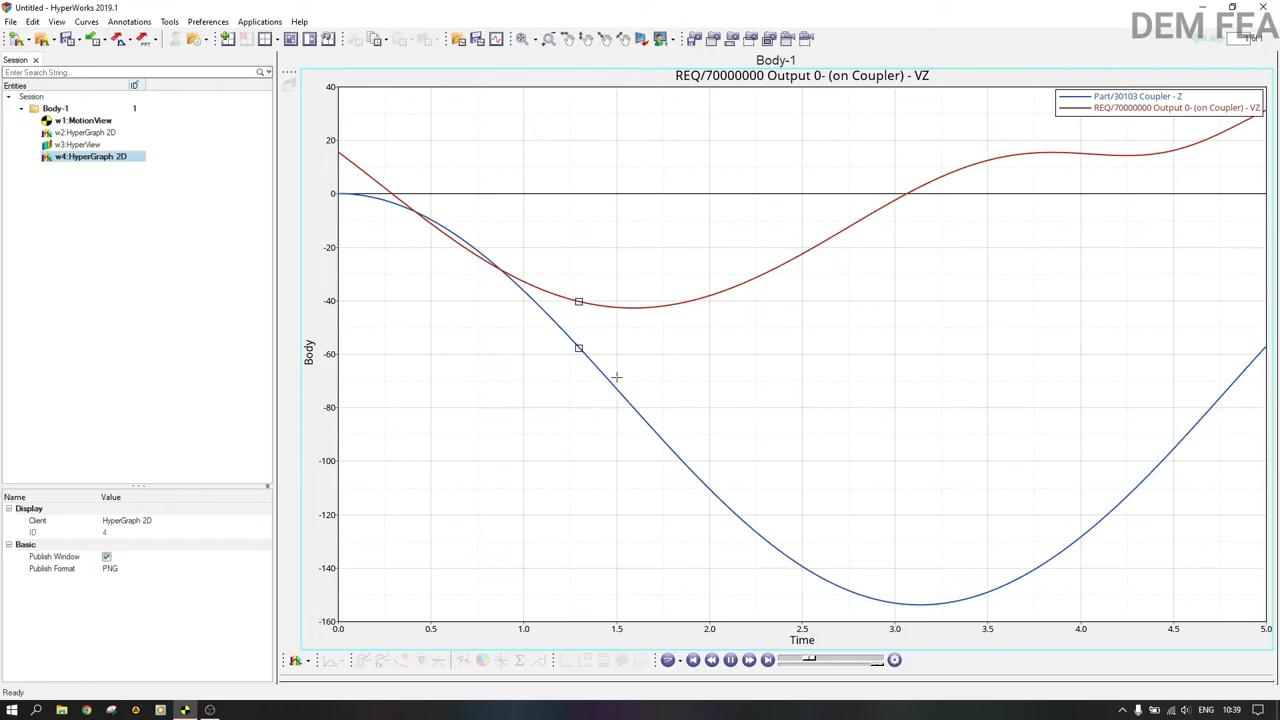 Untitled - HyperWorks 2019.1
File Edit View Curves Annotations Tools Preferences Applications Help
DEM FEA
1 of 1
Session
Enter Search String...
Entities ID
Session
Body-1 1
w1:MotionView
w2:HyperGraph 2D
w3:HyperView
w4:HyperGraph 2D
Name Value
Display
Client HyperGraph 2D
ID 4
Basic
Publish Window
Publish Format PNG
Body-1
REQ/70000000 Output 0- (on Coupler) - VZ
Part/30103 Coupler - Z
REQ/70000000 Output 0- (on Coupler) - VZ
40
20
0
-20
-40
-60
-80
-100
-120
-140
-160
Body
0.0 0.5 1.0 1.5 2.0 2.5 3.0 3.5 4.0 4.5 5.0
Time
Ready
ENG 10:39